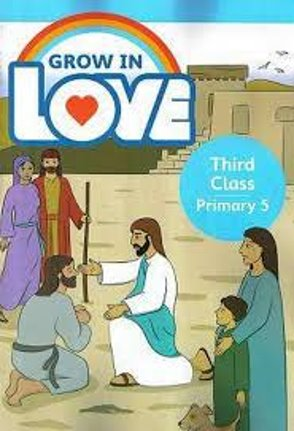 GROW IN
LOVE
Third
Class
Primary 5